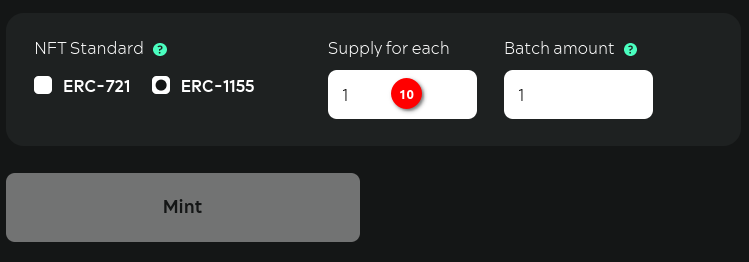 NFT Standard ? Supply for each Batch amount ?
ERC-721 ERC-1155 1 10 1
Mint